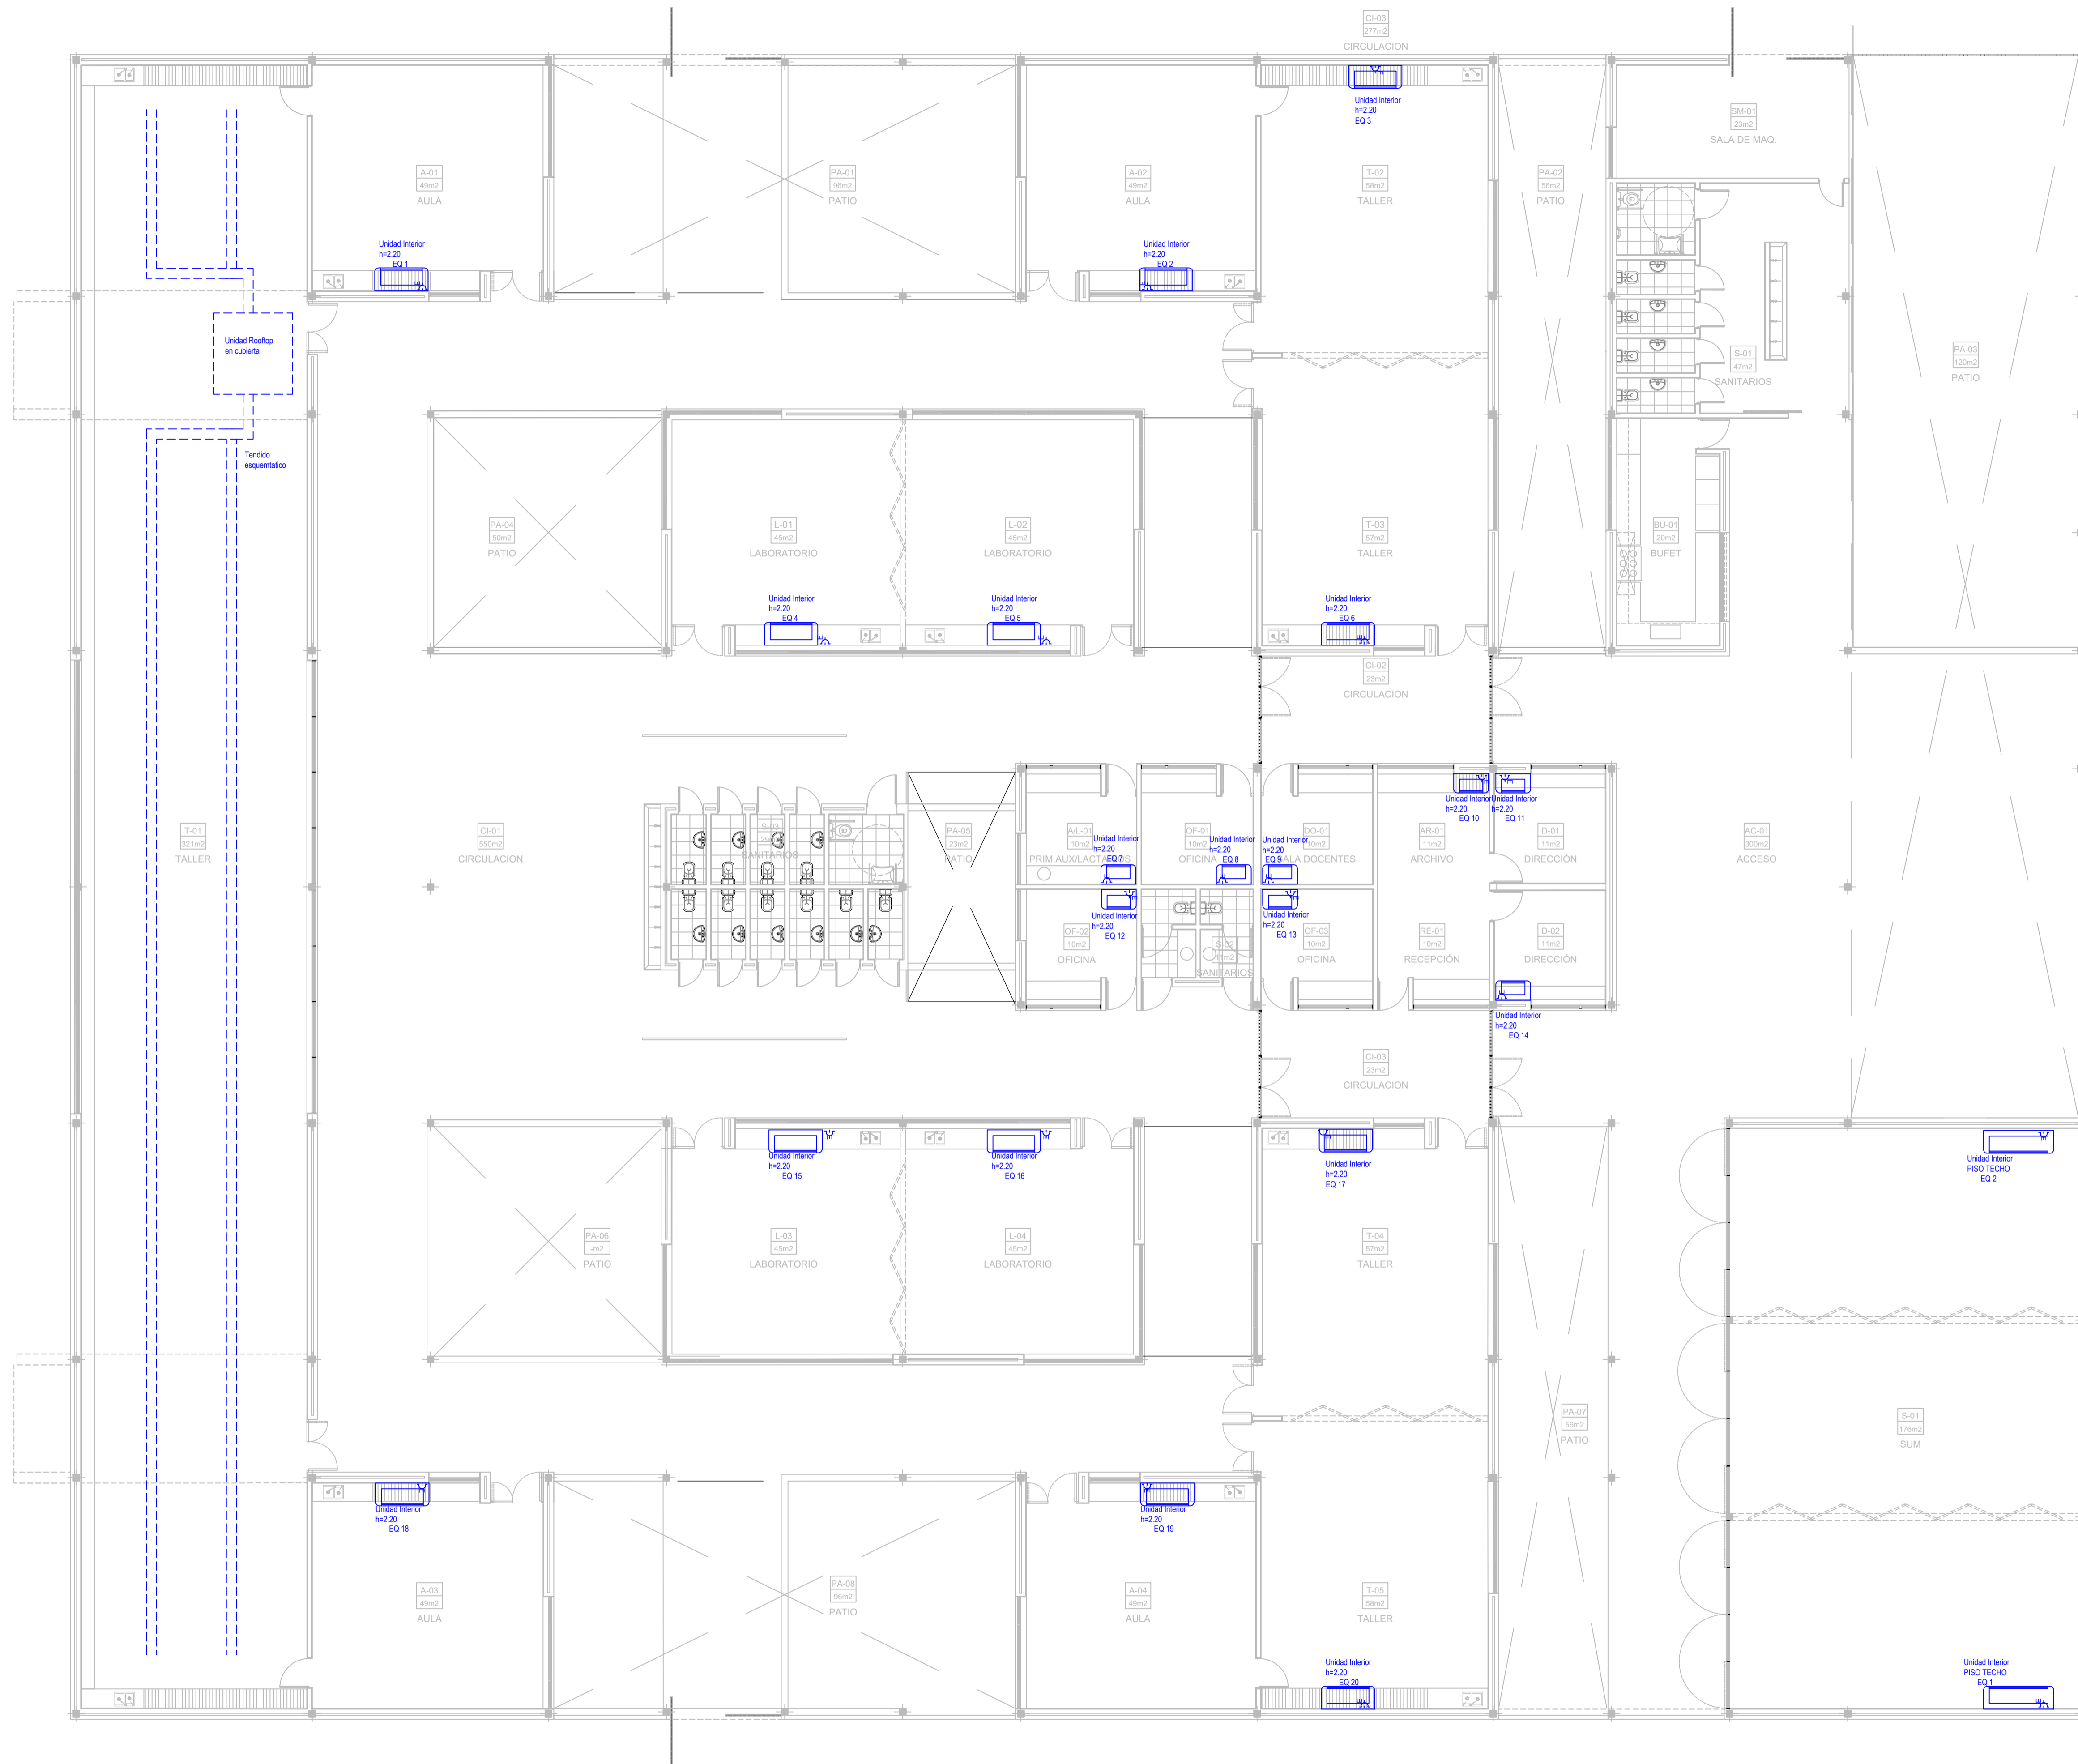 CI-03
277m2
CIRCULACION
Unidad Interior
h=2.20
EQ 3
SM-01
23m2
SALA DE MAQ.
A-01
49m2
AULA
PA-01
96m2
PATIO
A-02
49m2
AULA
T-02
58m2
TALLER
PA-02
56m2
PATIO
Unidad Interior
h=2.20
EQ 1
Unidad Interior
h=2.20
EQ 2
Unidad Rooftop
en cubierta
S-01
47m2
SANITARIOS
PA-03
120m2
PATIO
Tendido
esquemtatico
PA-04
50m2
PATIO
L-01
45m2
LABORATORIO
L-02
45m2
LABORATORIO
T-03
57m2
TALLER
BU-01
20m2
BUFET
Unidad Interior
h=2.20
EQ 4
Unidad Interior
h=2.20
EQ 5
Unidad Interior
h=2.20
EQ 6
CI-02
23m2
CIRCULACION
Unidad Interior
h=2.20
EQ 10
Unidad Interior
h=2.20
EQ 11
T-01
321m2
TALLER
CI-01
550m2
CIRCULACION
S-03
SANITARIOS
PA-05
23m2
PATIO
A/L-01
10m2
PRIM.AUX/LACTARIOS
Unidad Interior
h=2.20
EQ 7
OF-01
10m2
OFICINA
Unidad Interior
h=2.20
EQ 8
DO-01
10m2
SALA DOCENTES
Unidad Interior
h=2.20
EQ 9
AR-01
11m2
ARCHIVO
D-01
11m2
DIRECCIÓN
AC-01
300m2
ACCESO
Unidad Interior
h=2.20
EQ 12
Unidad Interior
h=2.20
EQ 13
OF-02
10m2
OFICINA
S-02
11m2
SANITARIOS
OF-03
10m2
OFICINA
RE-01
10m2
RECEPCIÓN
D-02
11m2
DIRECCIÓN
Unidad Interior
h=2.20
EQ 14
CI-03
23m2
CIRCULACION
Unidad Interior
h=2.20
EQ 15
Unidad Interior
h=2.20
EQ 16
Unidad Interior
h=2.20
EQ 17
Unidad Interior
PISO TECHO
EQ 2
PA-06
-m2
PATIO
L-03
45m2
LABORATORIO
L-04
45m2
LABORATORIO
T-04
57m2
TALLER
PA-07
56m2
PATIO
S-01
176m2
SUM
Unidad Interior
h=2.20
EQ 18
Unidad Interior
h=2.20
EQ 19
A-03
49m2
AULA
PA-08
96m2
PATIO
A-04
49m2
AULA
T-05
58m2
TALLER
Unidad Interior
h=2.20
EQ 20
Unidad Interior
PISO TECHO
EQ 1